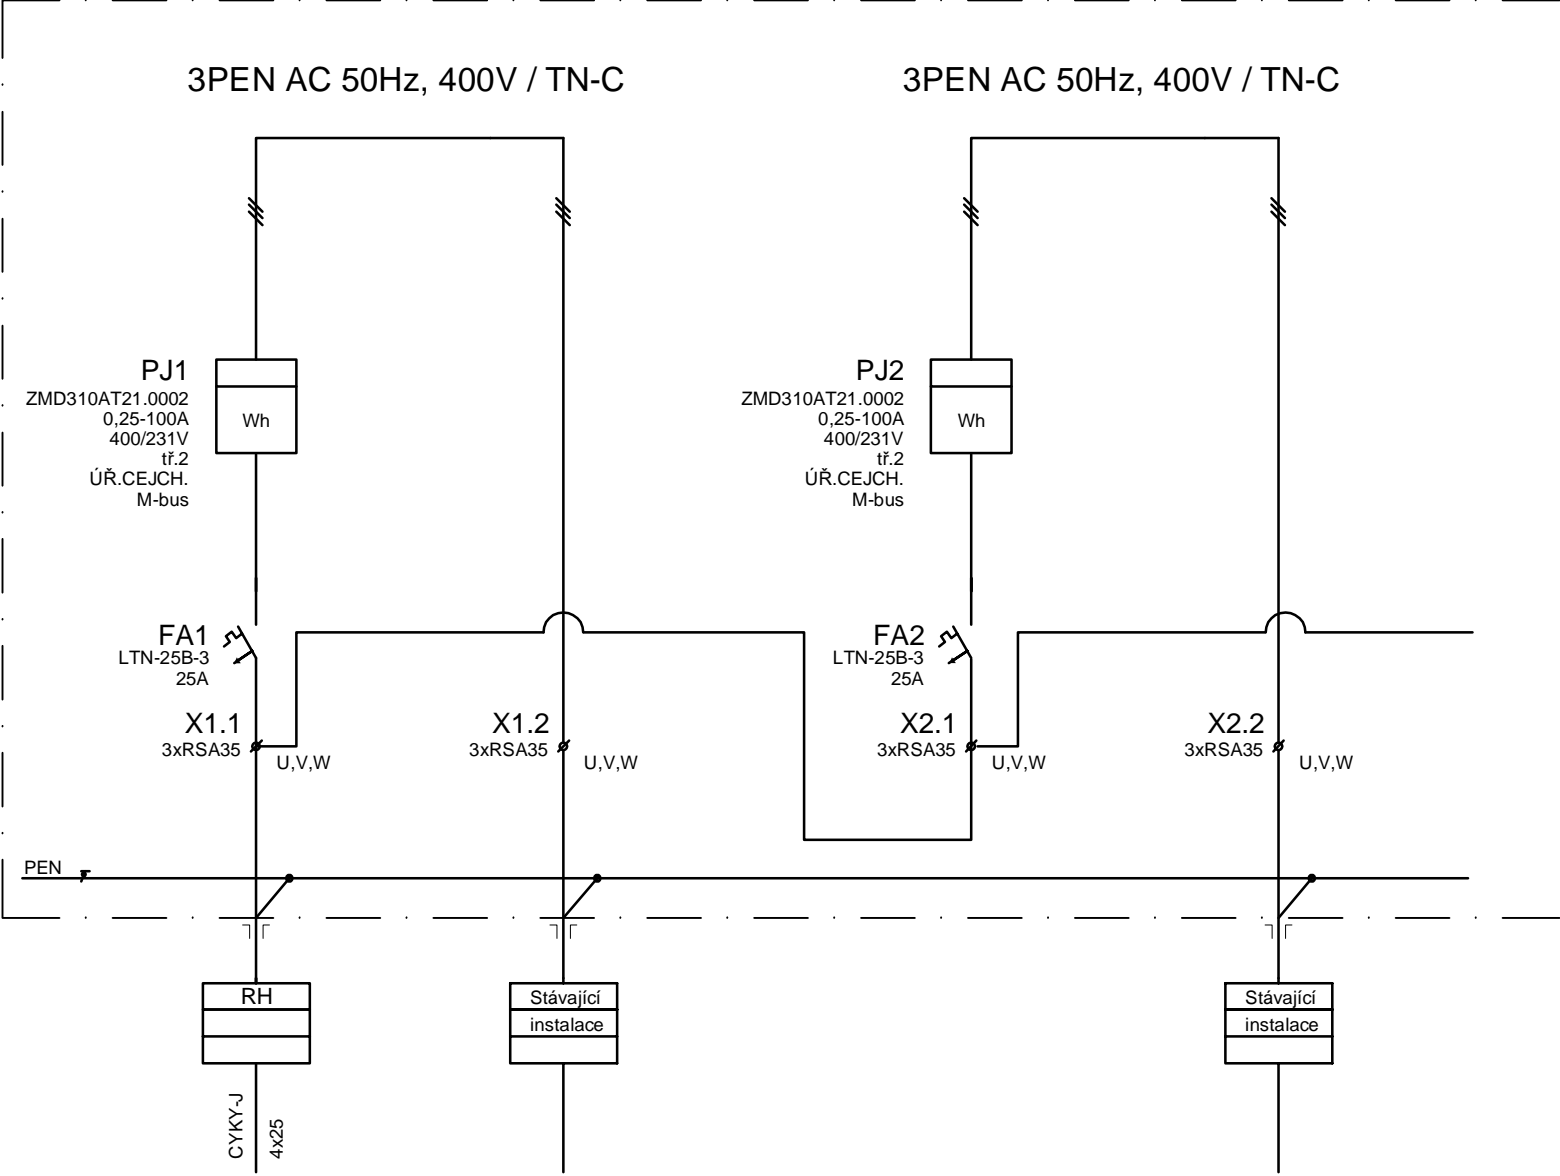 3PEN AC 50Hz, 400V / TN-C
3PEN AC 50Hz, 400V / TN-C
PJ1
ZMD310AT21.0002
0,25-100A
400/231V
tř.2
ÚŘ.CEJCH.
M-bus
Wh
PJ2
ZMD310AT21.0002
0,25-100A
400/231V
tř.2
ÚŘ.CEJCH.
M-bus
Wh
FA1
LTN-25B-3
25A
FA2
LTN-25B-3
25A
X1.1
3xRSA35
U,V,W
X1.2
3xRSA35
U,V,W
X2.1
3xRSA35
U,V,W
X2.2
3xRSA35
U,V,W
PEN
RH
Stávající
instalace
Stávající
instalace
CYKY-J
4x25